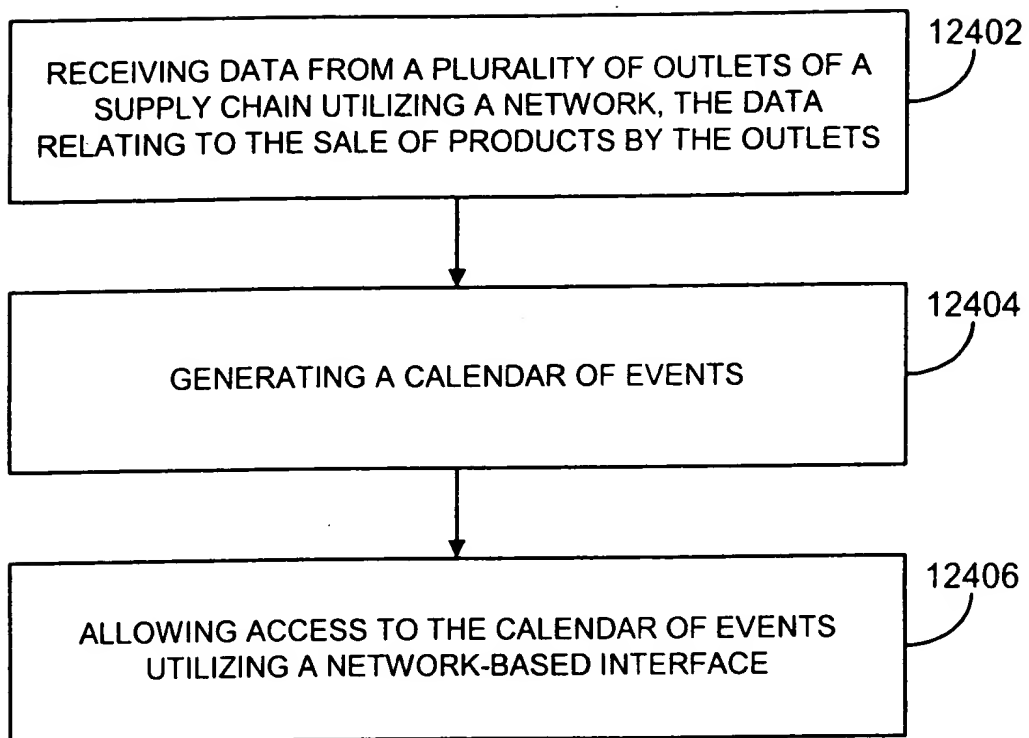 12402
RECEIVING DATA FROM A PLURALITY OF OUTLETS OF A
SUPPLY CHAIN UTILIZING A NETWORK, THE DATA
RELATING TO THE SALE OF PRODUCTS BY THE OUTLETS
12404
GENERATING A CALENDAR OF EVENTS
12406
ALLOWING ACCESS TO THE CALENDAR OF EVENTS
UTILIZING A NETWORK-BASED INTERFACE